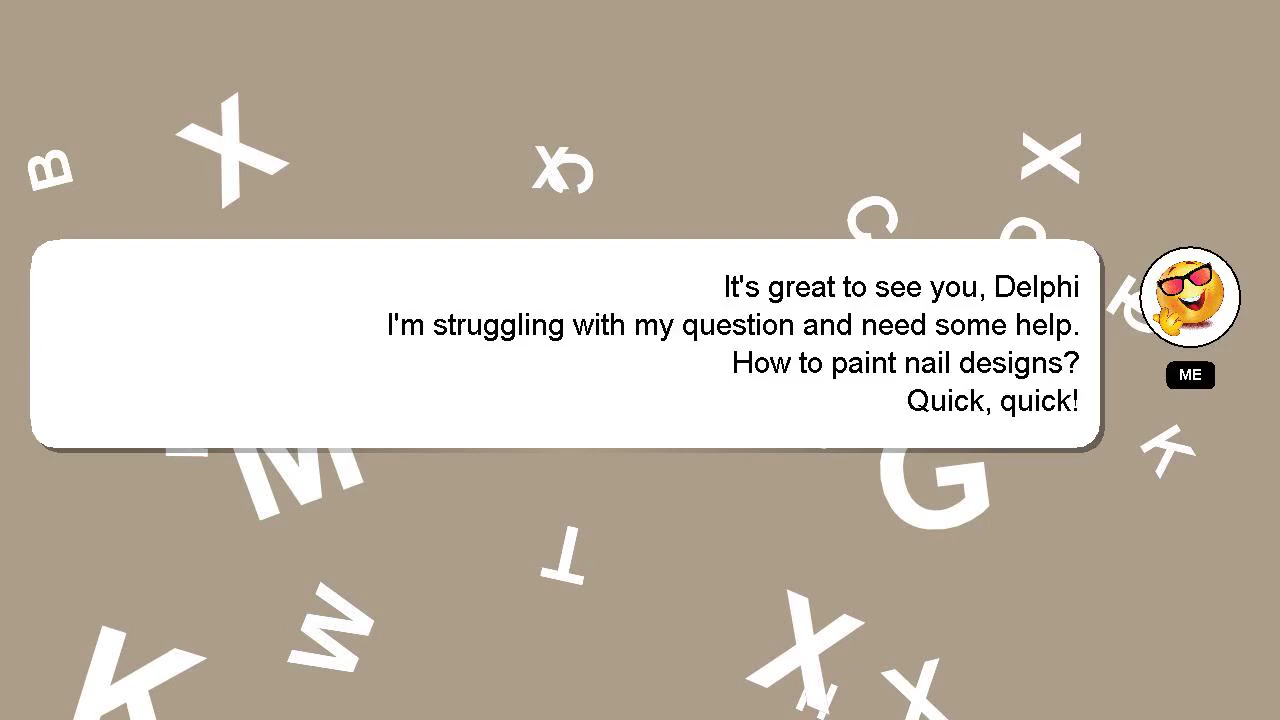 It's great to see you, Delphi
I'm struggling with my question and need some help.
How to paint nail designs?
Quick, quick!
ME
B
X
X
C
C
X
K
M
G
K
T
W
X
X
K